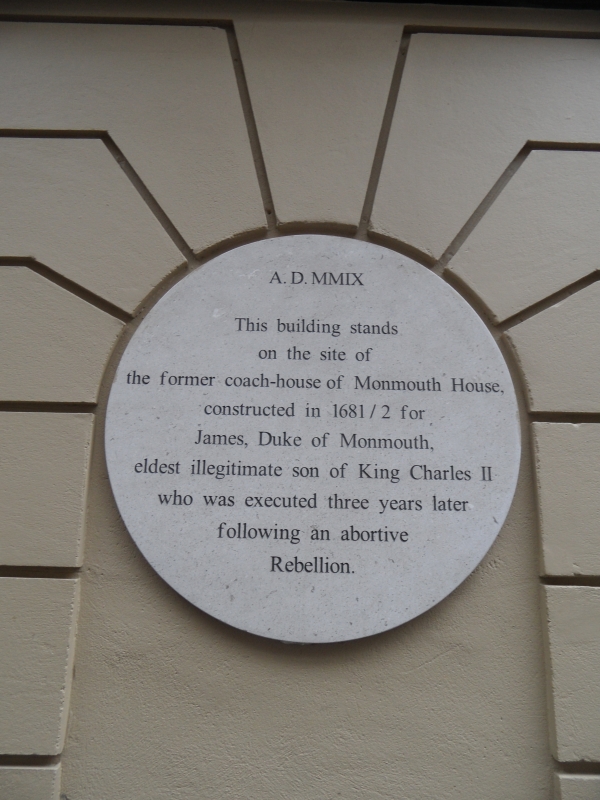 A. D. MMIX
This building stands
on the site of
the former coach-house of Monmouth House,
constructed in 1681 / 2 for
James, Duke of Monmouth,
eldest illegitimate son of King Charles II
who was executed three years later
following an abortive
Rebellion.